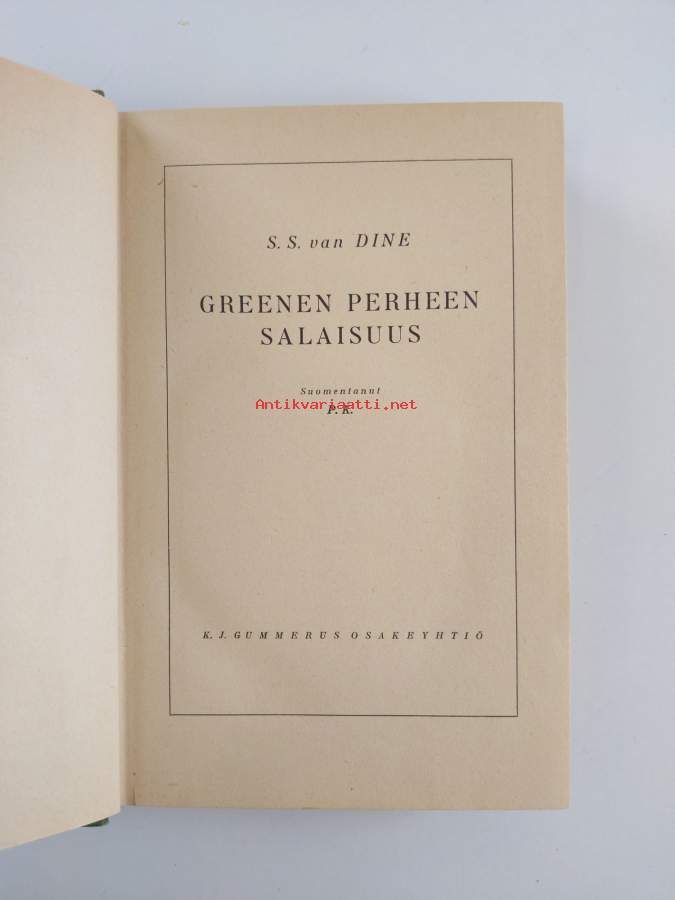 S. S. van DINE
GREENEN PERHEEN
SALAISUUS
Suomentanut
Antikvariaatti.net
P. K.
K. J. GUMMERUS OSAKEYHTIÖ